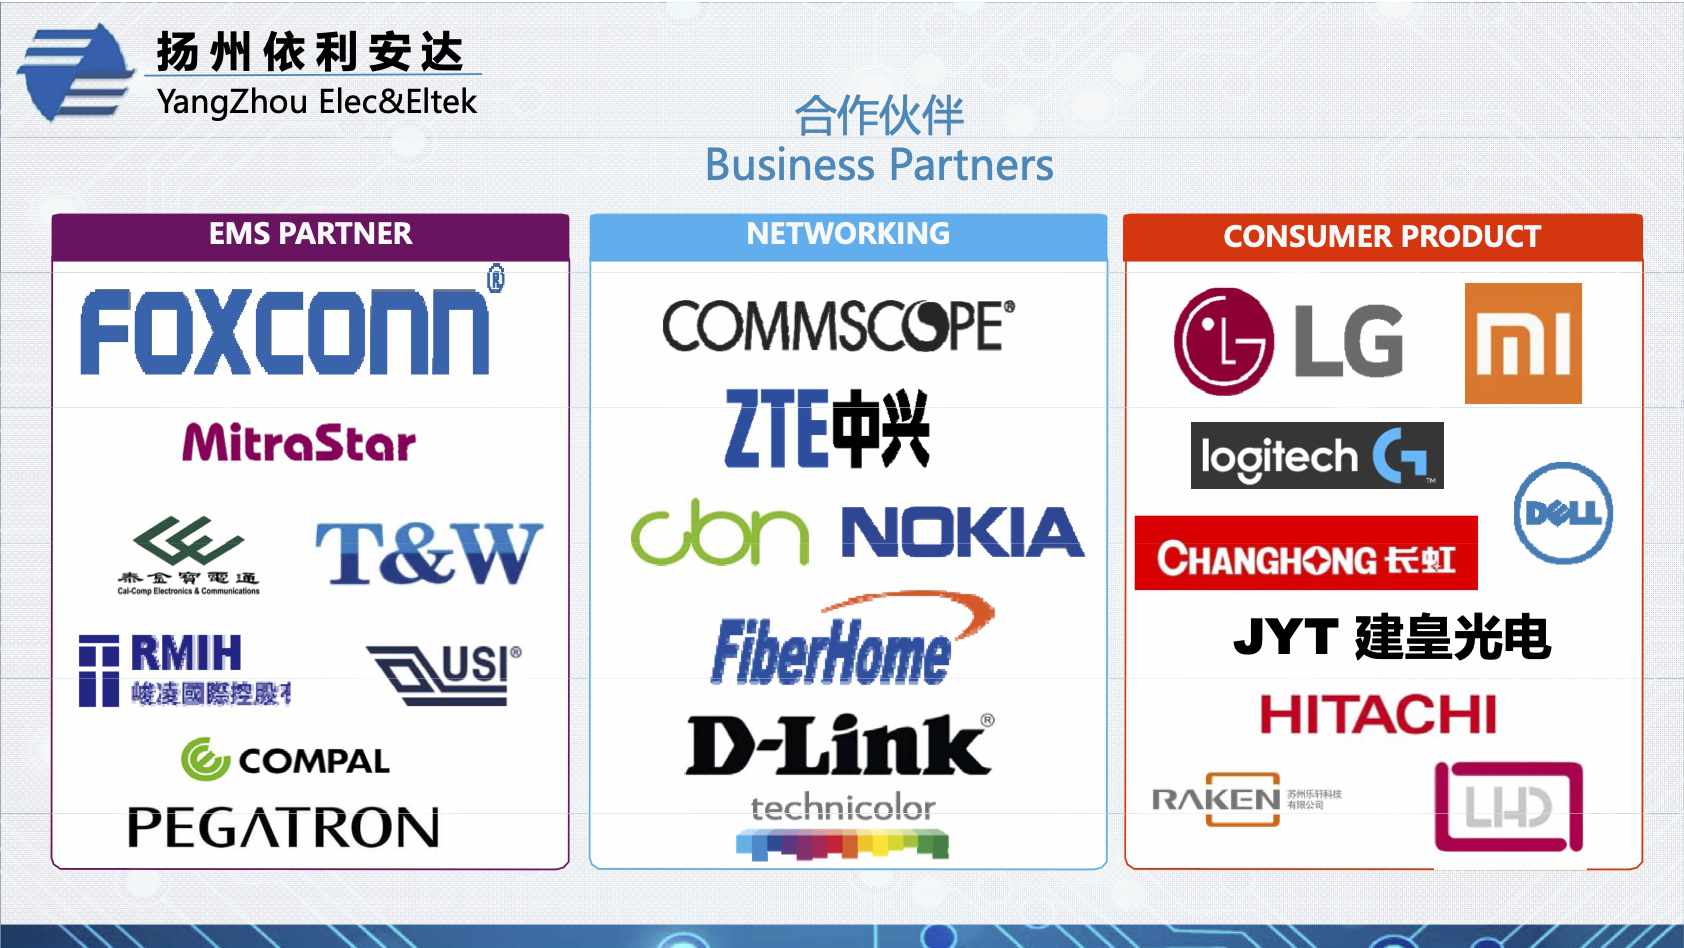 扬州依利安达
YangZhou Elec&Eltek
合作伙伴
Business Partners
EMS PARTNER
FOXCONN®
MitraStar
泰金寶電通
Cal-Comp Electronics & Communications
T&W
RMIH
峻凌國際控股有
USI®
COMPAL
PEGATRON
NETWORKING
COMMSCOPE®
ZTE中兴
cbn
NOKIA
FiberHome
D-Link®
technicolor
CONSUMER PRODUCT
LG
mi
logitech G™
DELL
CHANGHONG 长虹
JYT 建皇光电
HITACHI
RAKEN
苏州乐轩科技
有限公司
LHD